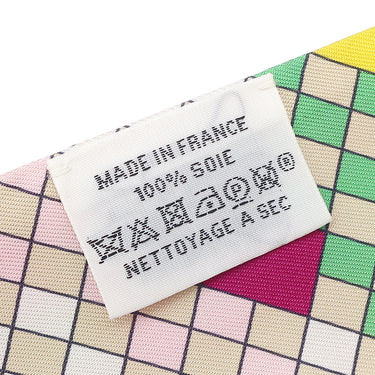 MADE IN FRANCE
100% SOIE
®
NETTOYAGE A SEC